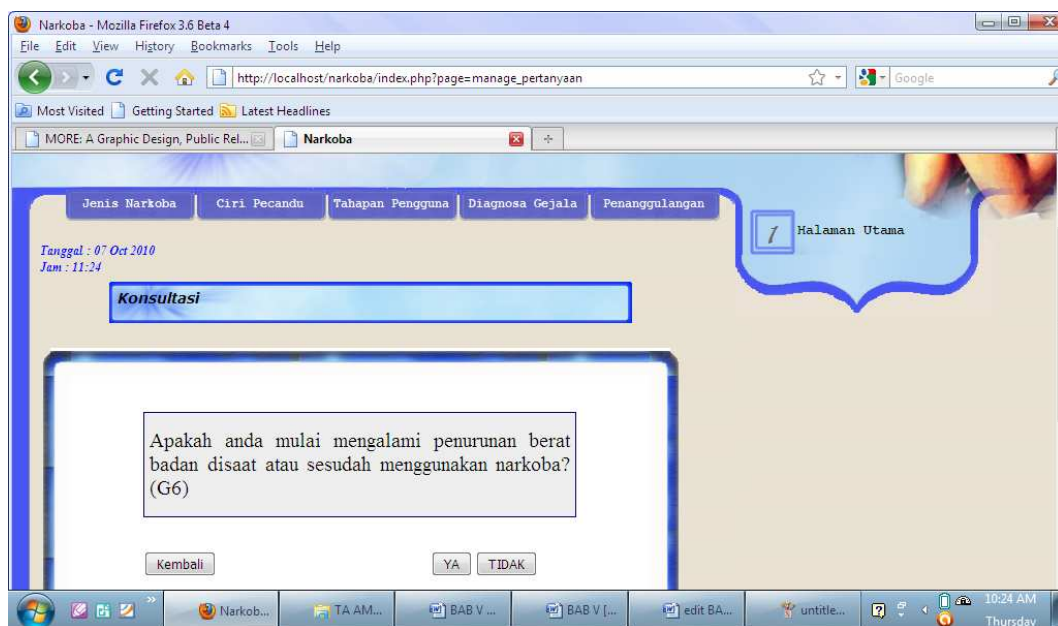 Narkoba - Mozilla Firefox 3.6 Beta 4
File Edit View History Bookmarks Tools Help
http://localhost/narkoba/index.php?page=manage_pertanyaan
Google
Most Visited Getting Started Latest Headlines
MORE: A Graphic Design, Public Rel... Narkoba
Jenis Narkoba Ciri Pecandu Tahapan Pengguna Diagnosa Gejala Penanggulangan
1 Halaman Utama
Tanggal : 07 Oct 2010
Jam : 11:24
Konsultasi
Apakah anda mulai mengalami penurunan berat
badan disaat atau sesudah menggunakan narkoba?
(G6)
Kembali YA TIDAK
Narkob... TA AM... BAB V ... BAB V [... edit BA... untitle... 10:24 AM
Thursday